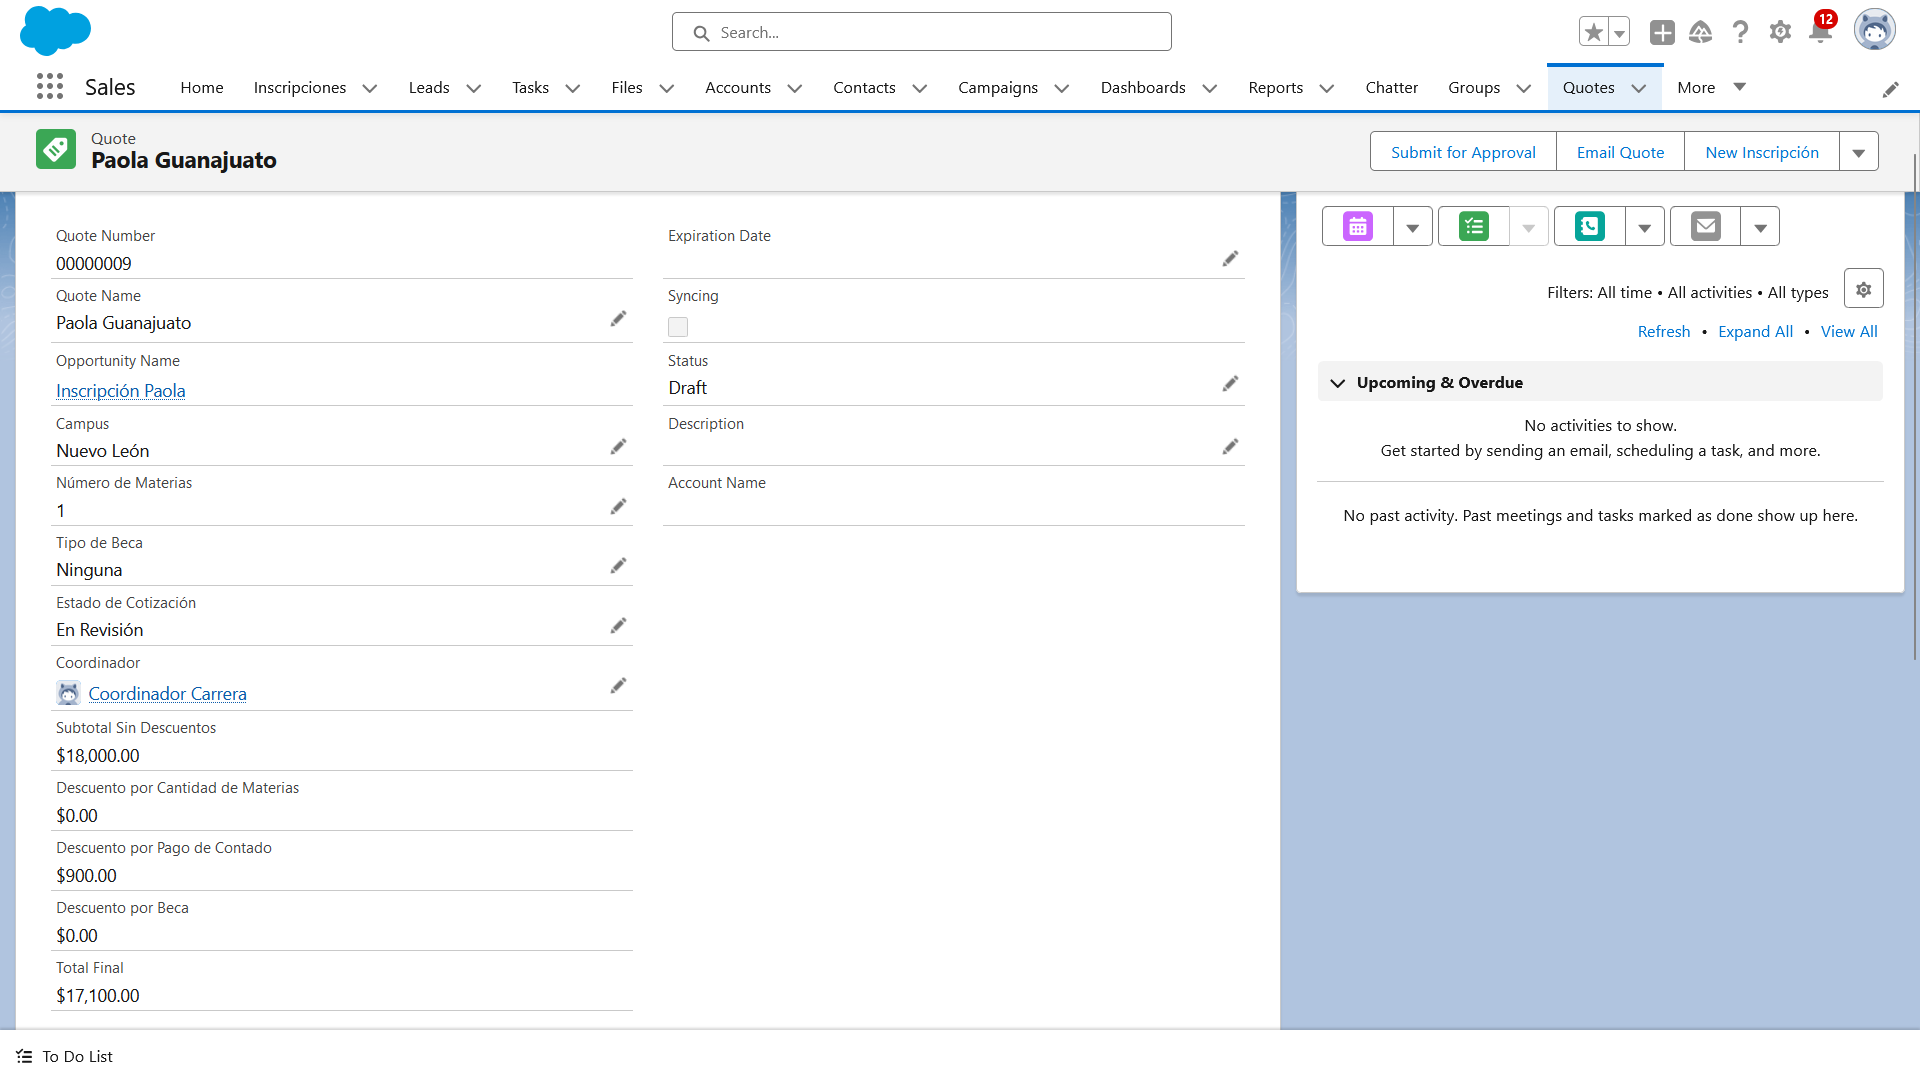 Search...
12
Sales
Home
Inscripciones
Leads
Tasks
Files
Accounts
Contacts
Campaigns
Dashboards
Reports
Chatter
Groups
Quotes
More
Quote
Paola Guanajuato
Submit for Approval
Email Quote
New Inscripción
Quote Number
00000009
Quote Name
Paola Guanajuato
Opportunity Name
Inscripción Paola
Campus
Nuevo León
Número de Materias
1
Tipo de Beca
Ninguna
Estado de Cotización
En Revisión
Coordinador
Coordinador Carrera
Subtotal Sin Descuentos
$18,000.00
Descuento por Cantidad de Materias
$0.00
Descuento por Pago de Contado
$900.00
Descuento por Beca
$0.00
Total Final
$17,100.00
Expiration Date
Syncing
Status
Draft
Description
Account Name
Filters: All time • All activities • All types
Refresh • Expand All • View All
Upcoming & Overdue
No activities to show.
Get started by sending an email, scheduling a task, and more.
No past activity. Past meetings and tasks marked as done show up here.
To Do List